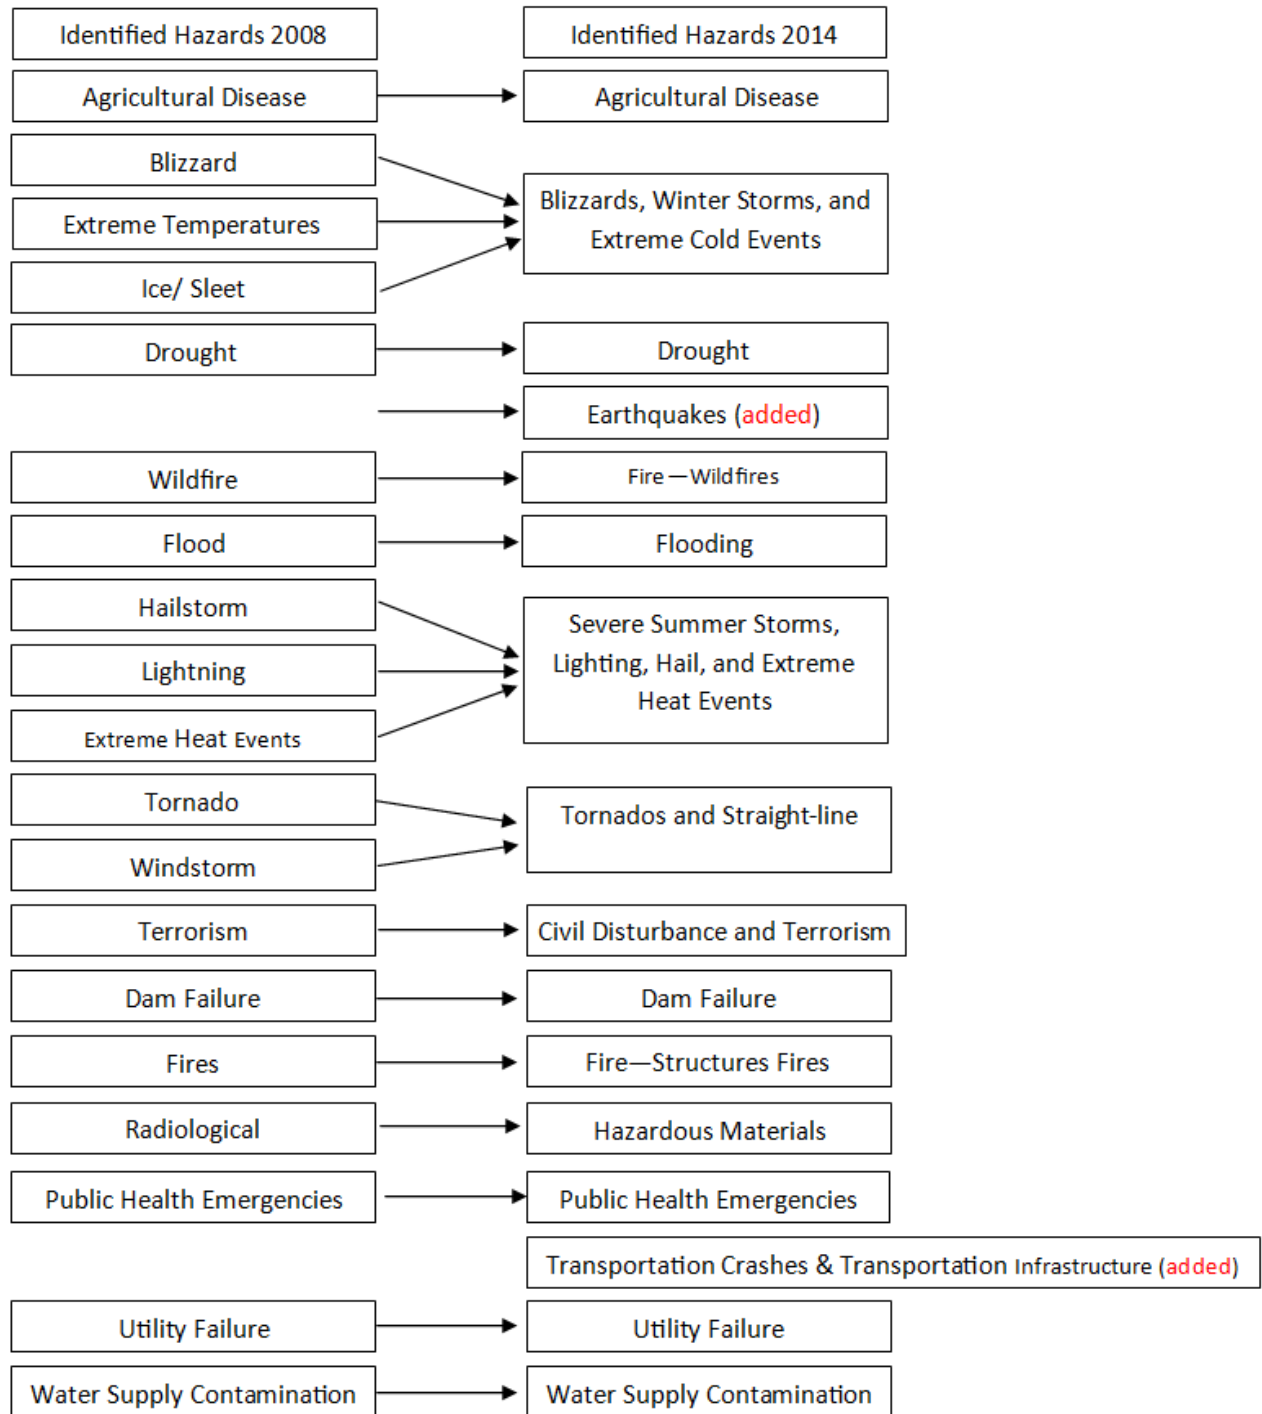 Identified Hazards 2008
Identified Hazards 2014
Agricultural Disease
Agricultural Disease
Blizzard
Extreme Temperatures
Ice/ Sleet
Blizzards, Winter Storms, and
Extreme Cold Events
Drought
Drought
Earthquakes (added)
Wildfire
Fire—Wildfires
Flood
Flooding
Hailstorm
Lightning
Extreme Heat Events
Severe Summer Storms,
Lighting, Hail, and Extreme
Heat Events
Tornado
Windstorm
Tornados and Straight-line
Terrorism
Civil Disturbance and Terrorism
Dam Failure
Dam Failure
Fires
Fire—Structures Fires
Radiological
Hazardous Materials
Public Health Emergencies
Public Health Emergencies
Transportation Crashes & Transportation Infrastructure (added)
Utility Failure
Utility Failure
Water Supply Contamination
Water Supply Contamination